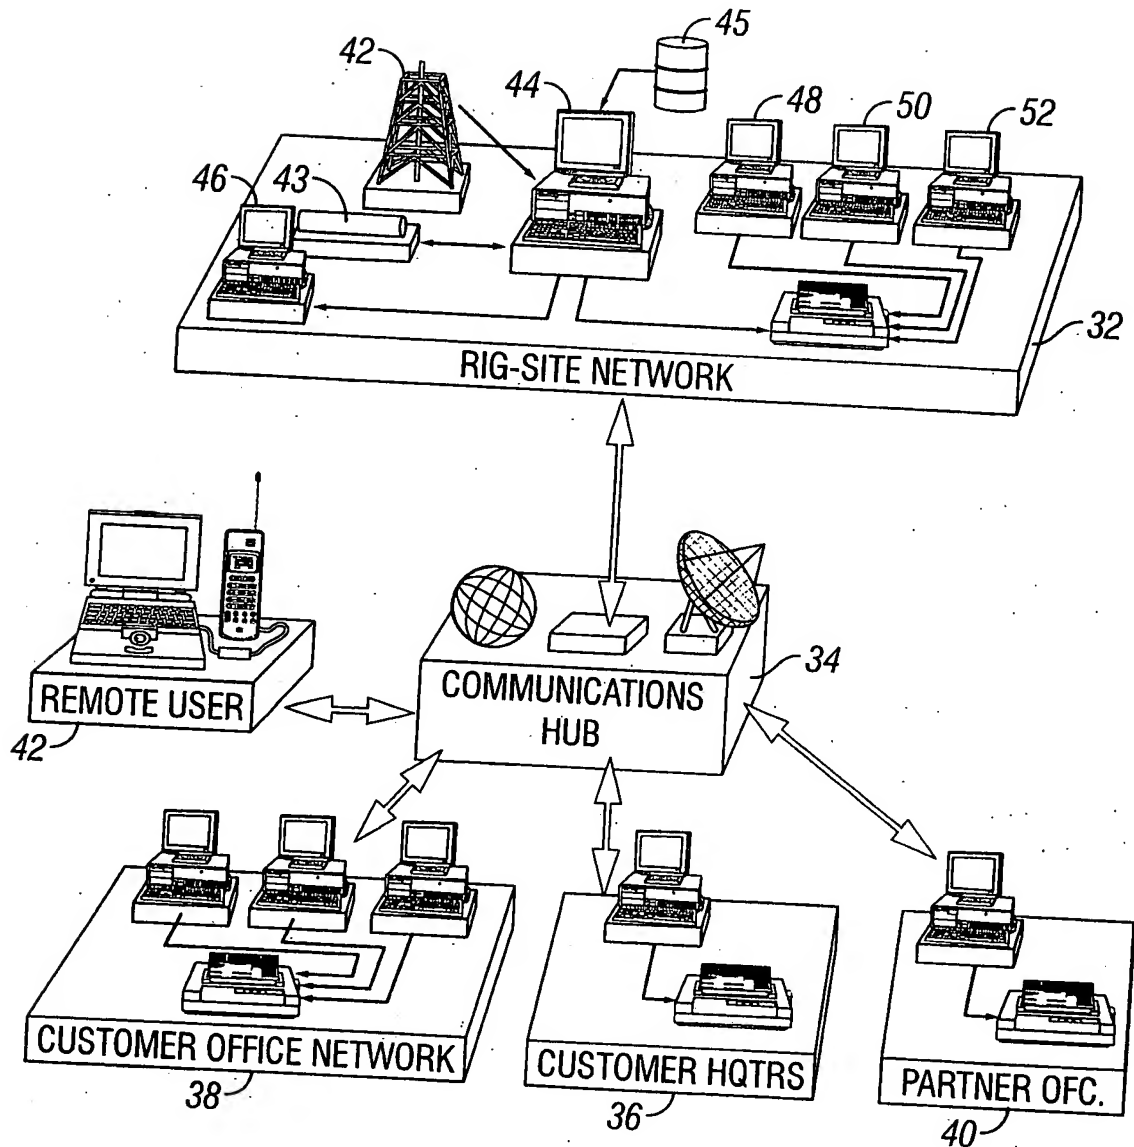 45
42
44
48
50
52
46
43
32
RIG-SITE NETWORK
34
COMMUNICATIONS
HUB
REMOTE USER
42
CUSTOMER OFFICE NETWORK
38
CUSTOMER HQTRS
36
PARTNER OFC.
40